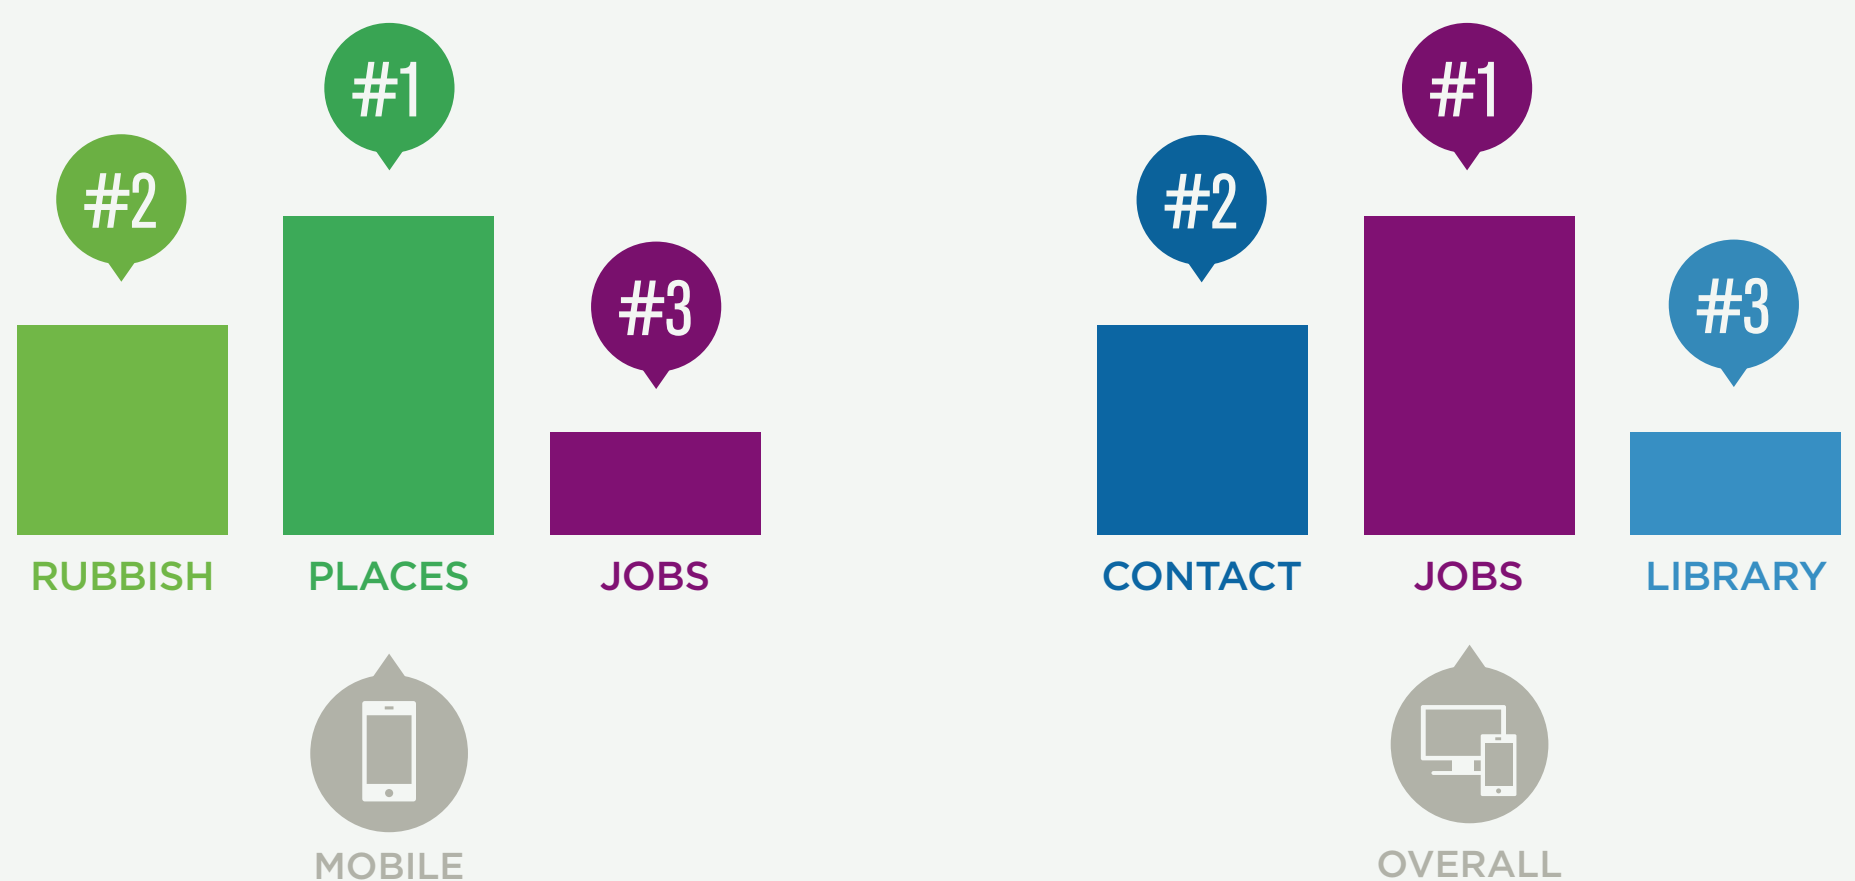 #1
#1
#2
#2
#3
#3
RUBBISH
PLACES
JOBS
CONTACT
JOBS
LIBRARY
MOBILE
OVERALL